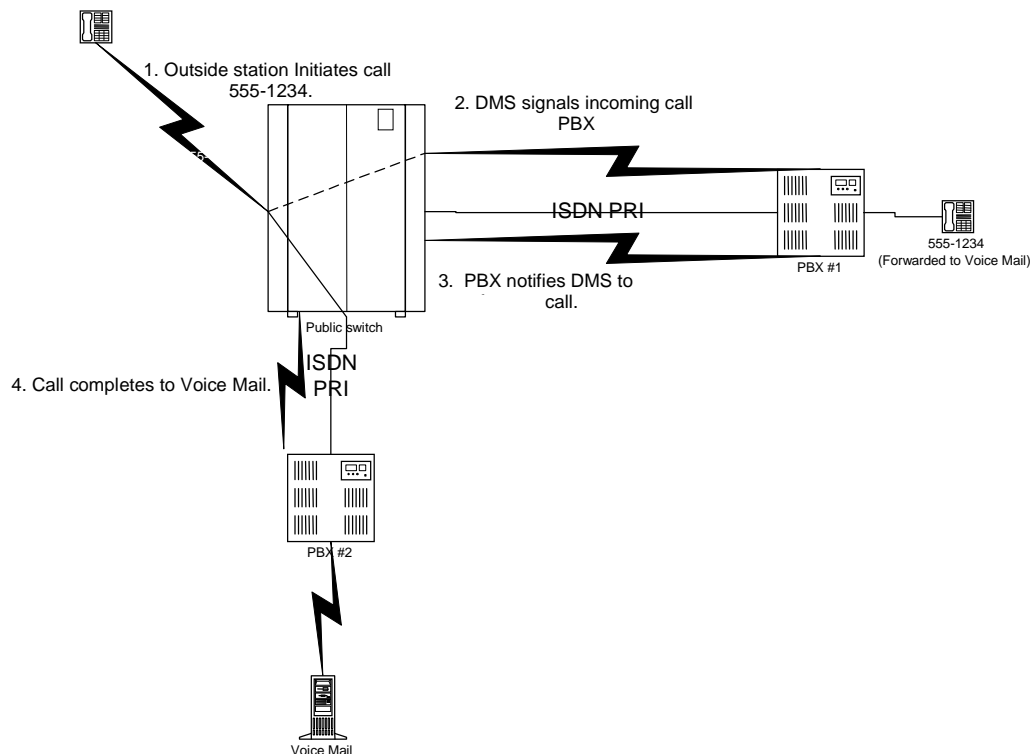 1. Outside station Initiates call
555-1234.
2. DMS signals incoming call
PBX
ISDN PRI
555-1234
(Forwarded to Voice Mail)
PBX #1
3. PBX notifies DMS to
call.
Public switch
ISDN
PRI
4. Call completes to Voice Mail.
PBX #2
Voice Mail